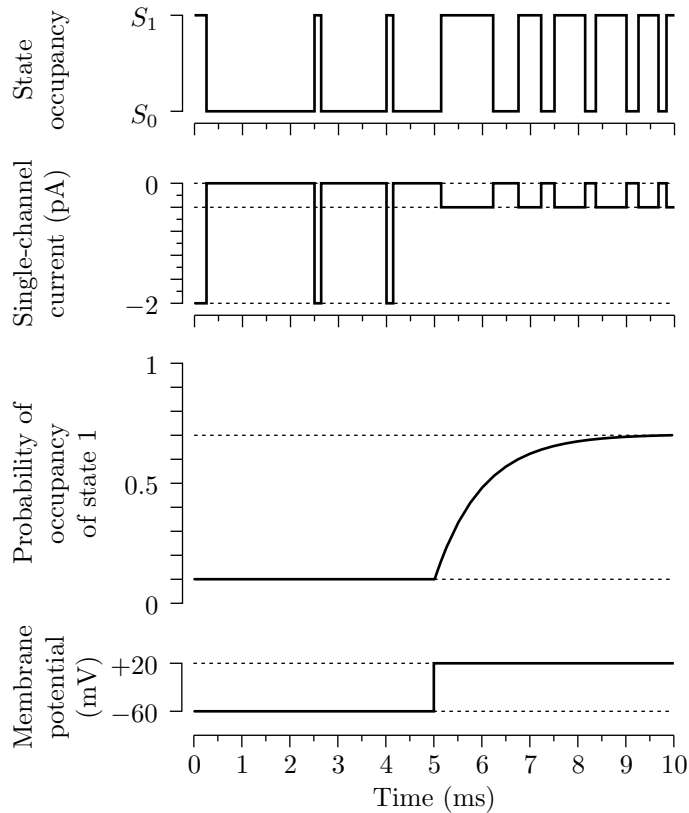 State
occupancy
S₁
S₀
Single-channel
current (pA)
0
−2
Probability of
occupancy
of state 1
1
0.5
0
Membrane
potential
(mV)
+20
−60
0 1 2 3 4 5 6 7 8 9 10
Time (ms)